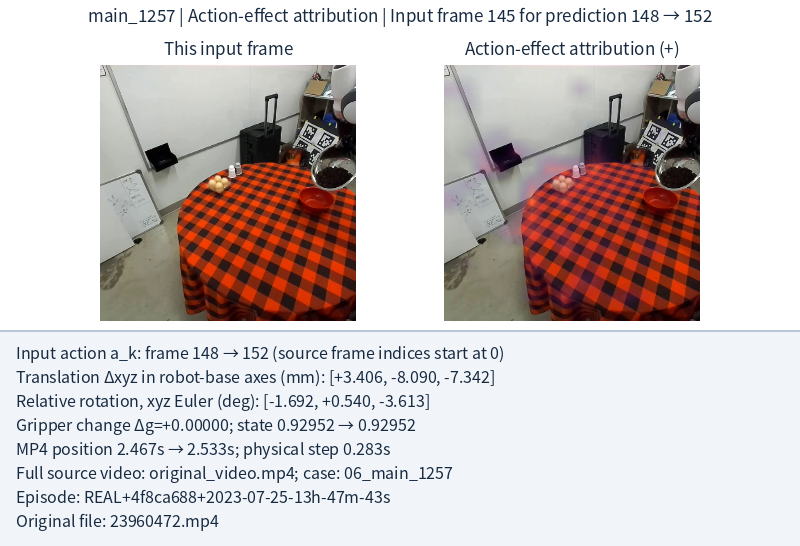 main_1257 | Action-effect attribution | Input frame 145 for prediction 148 → 152
This input frame
Action-effect attribution (+)
Input action a_k: frame 148 → 152 (source frame indices start at 0)
Translation Δxyz in robot-base axes (mm): [+3.406, -8.090, -7.342]
Relative rotation, xyz Euler (deg): [-1.692, +0.540, -3.613]
Gripper change Δg=+0.00000; state 0.92952 → 0.92952
MP4 position 2.467s → 2.533s; physical step 0.283s
Full source video: original_video.mp4; case: 06_main_1257
Episode: REAL+4f8ca688+2023-07-25-13h-47m-43s
Original file: 23960472.mp4